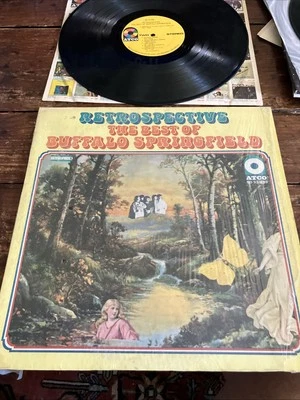 RETROSPECTIVE
THE BEST OF
BUFFALO SPRINGFIELD
ATCO